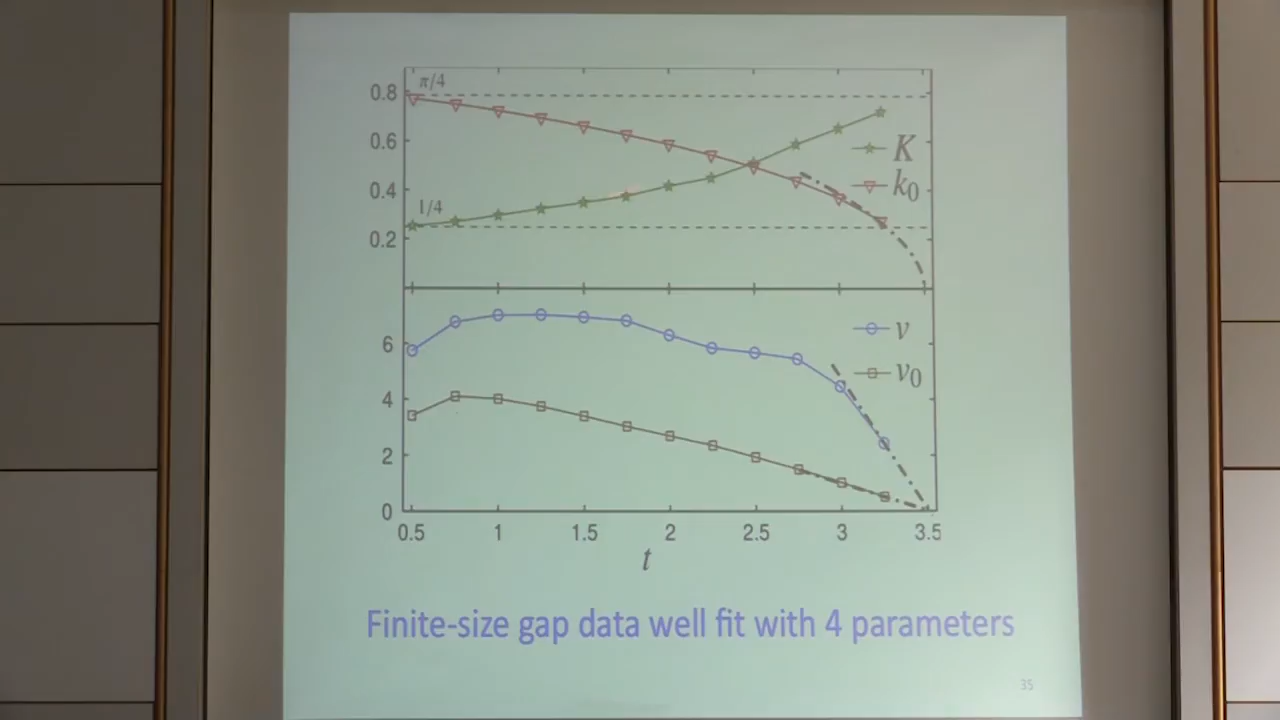 π/4
0.8
0.6
K
0.4
k0
1/4
0.2
6
v
4
v0
2
0
0.5 1 1.5 2 2.5 3 3.5
t
Finite-size gap data well fit with 4 parameters
35